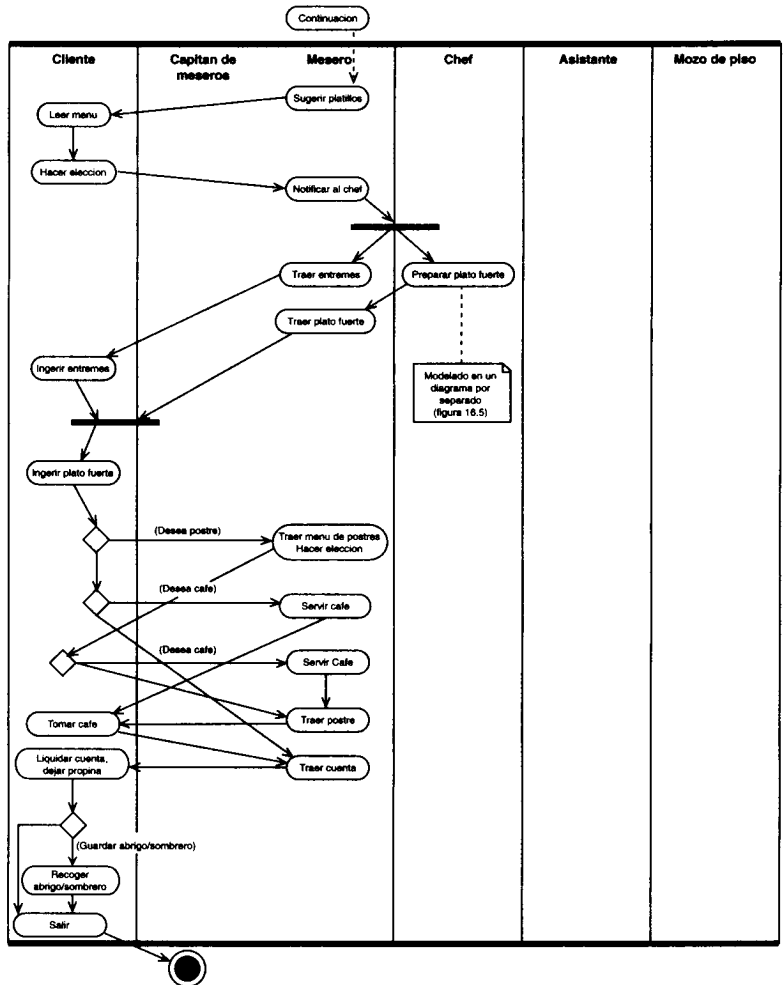 Continuacion
Cliente
Capitan de
meseros
Mesero
Chef
Asistante
Mozo de piso
Sugerir platillos
Leer menu
Hacer eleccion
Notificar al chef
Traer entremes
Preparar plato fuerte
Traer plato fuerte
Ingerir entremes
Modelado en un
diagrama por
separado
(figura 16.5)
Ingerir plato fuerte
(Desea postre)
Traer menu de postres
Hacer eleccion
(Desea cafe)
Servir cafe
(Desea cafe)
Servir Cafe
Tomar cafe
Traer postre
Liquidar cuenta,
dejar propina
Traer cuenta
(Guardar abrigo/sombrero)
Recoger
abrigo/sombrero
Salir